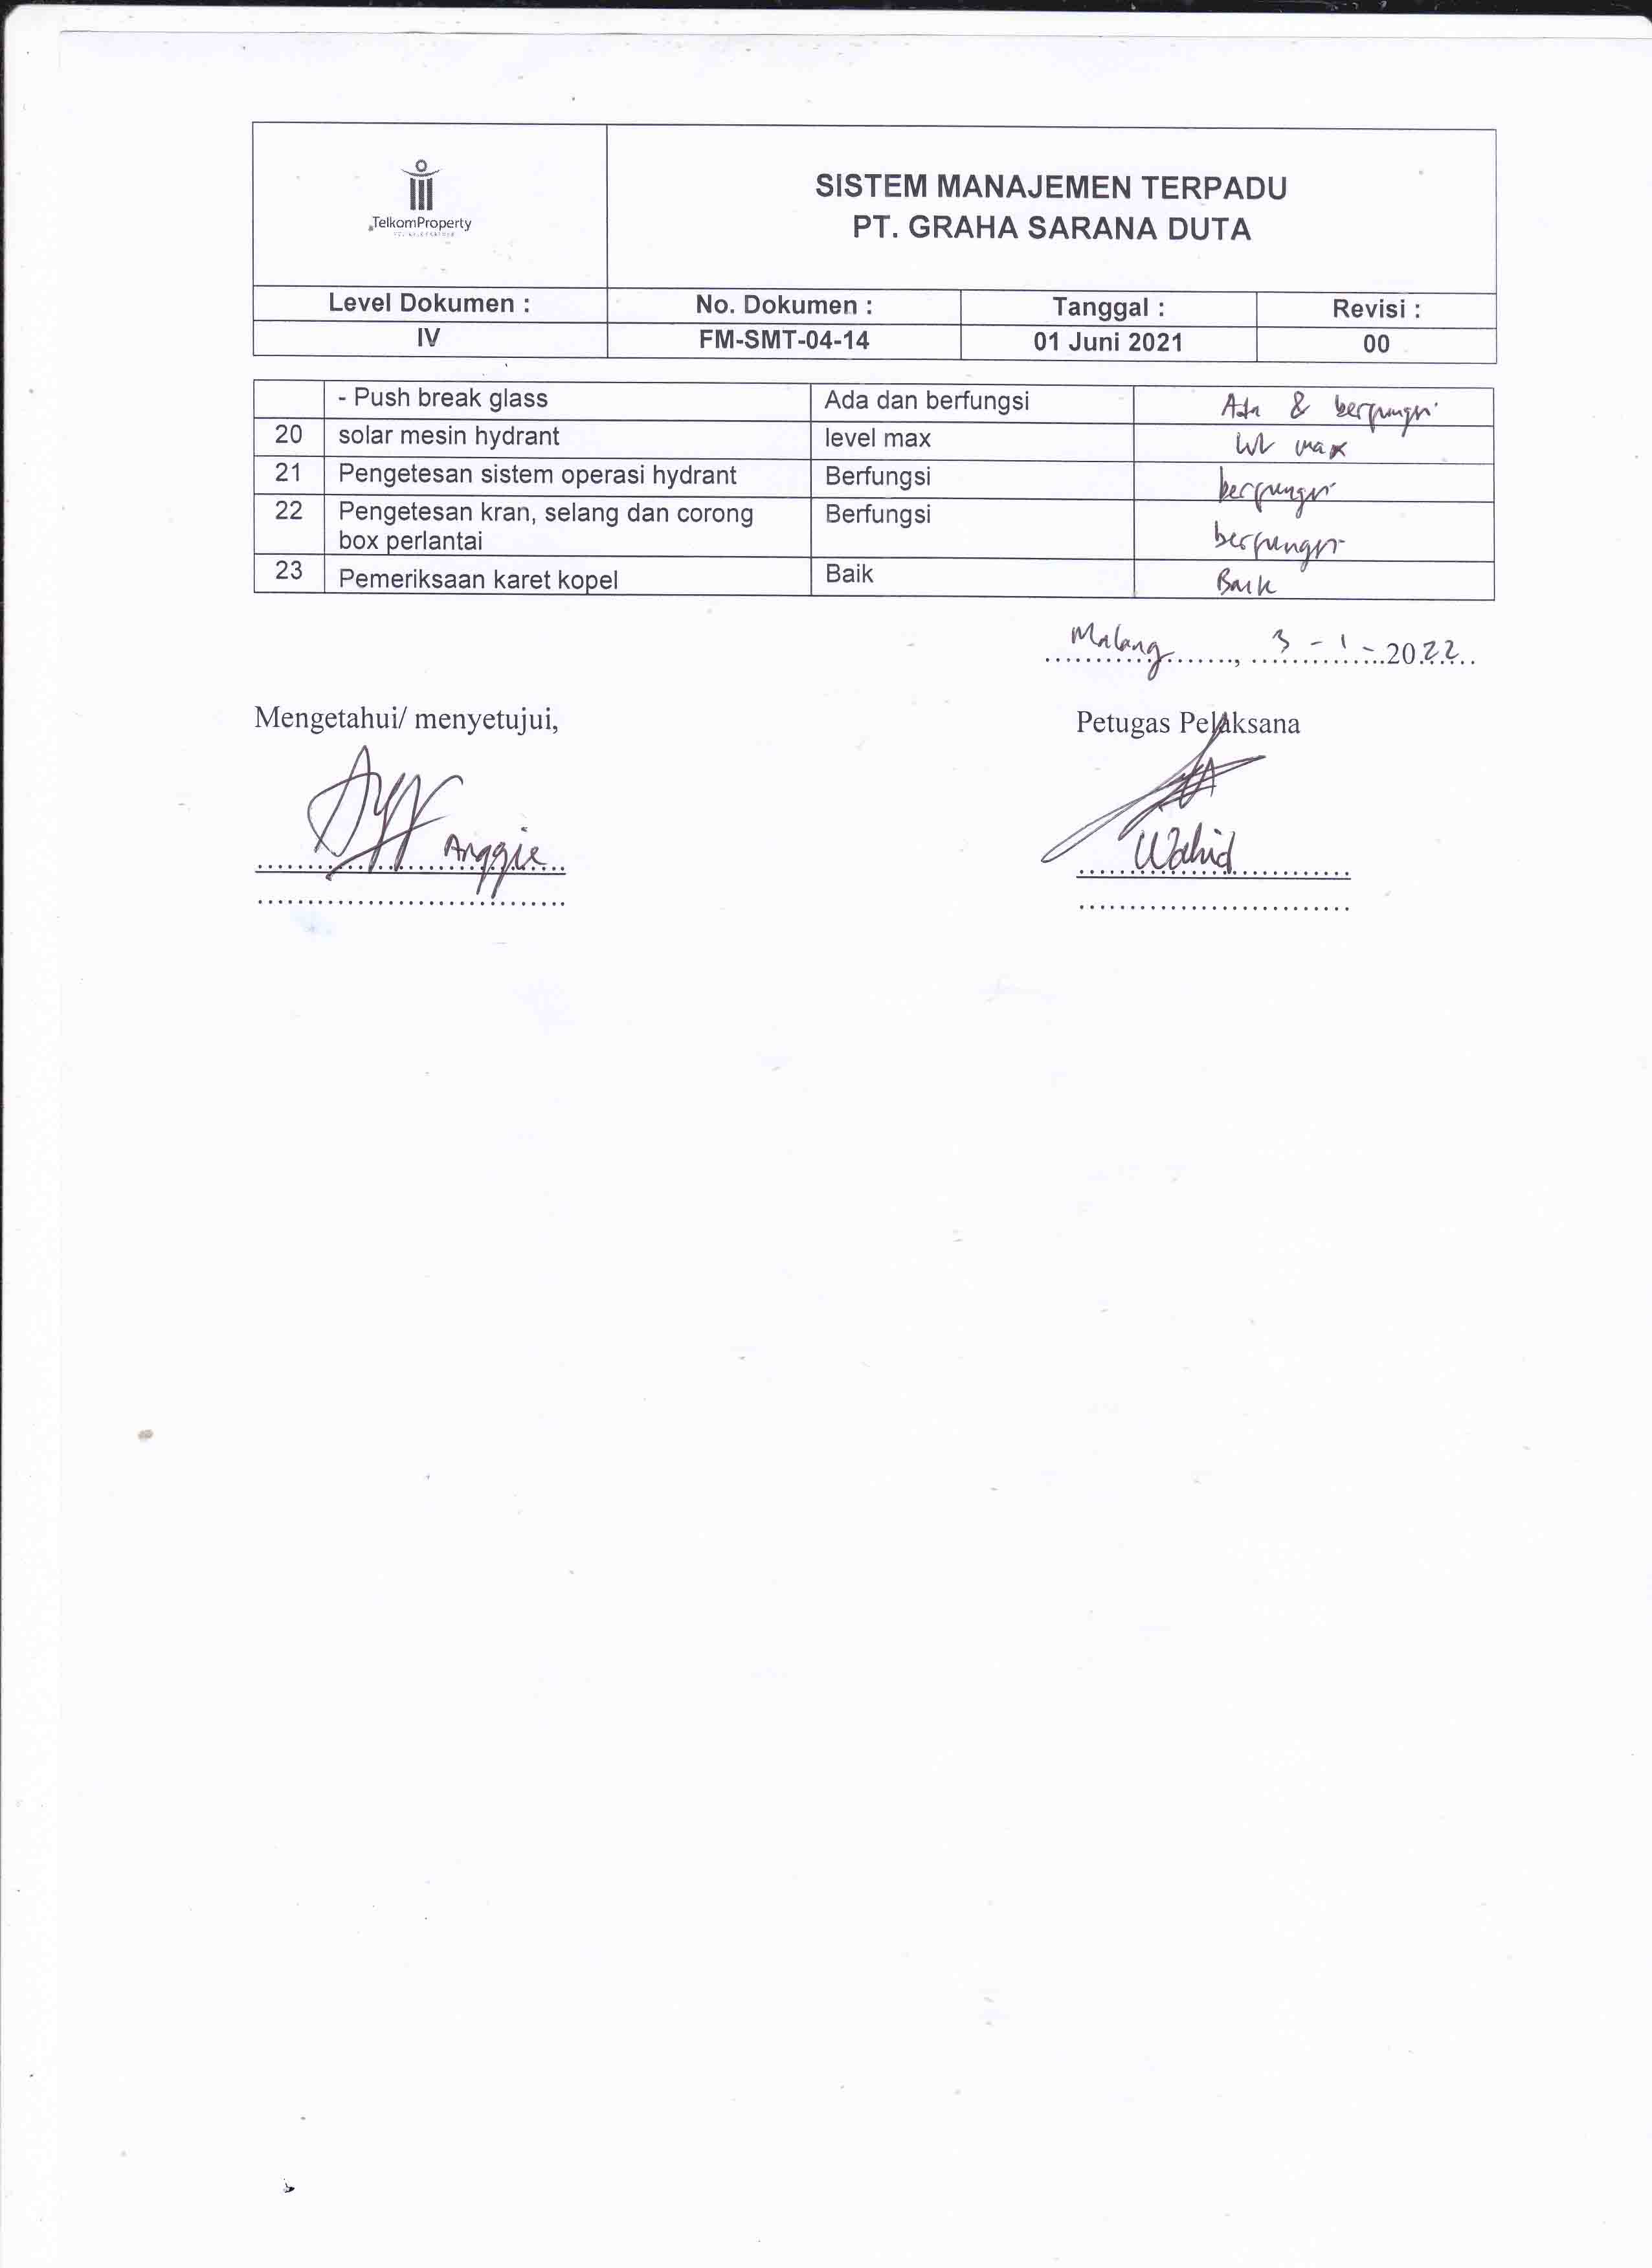 TelkomProperty
SISTEM MANAJEMEN TERPADU
PT. GRAHA SARANA DUTA
Level Dokumen : No. Dokumen : Tanggal : Revisi :
IV FM-SMT-04-14 01 Juni 2021 00
- Push break glass Ada dan berfungsi Ada & berfungsi
20 solar mesin hydrant level max lvl max
21 Pengetesan sistem operasi hydrant Berfungsi berfungsi
22 Pengetesan kran, selang dan corong Berfungsi berfungsi
box perlantai
23 Pemeriksaan karet kopel Baik Baik
Malang, 3 - 1 - 2022
Mengetahui/ menyetujui, Petugas Pelaksana
Anggie Wahid